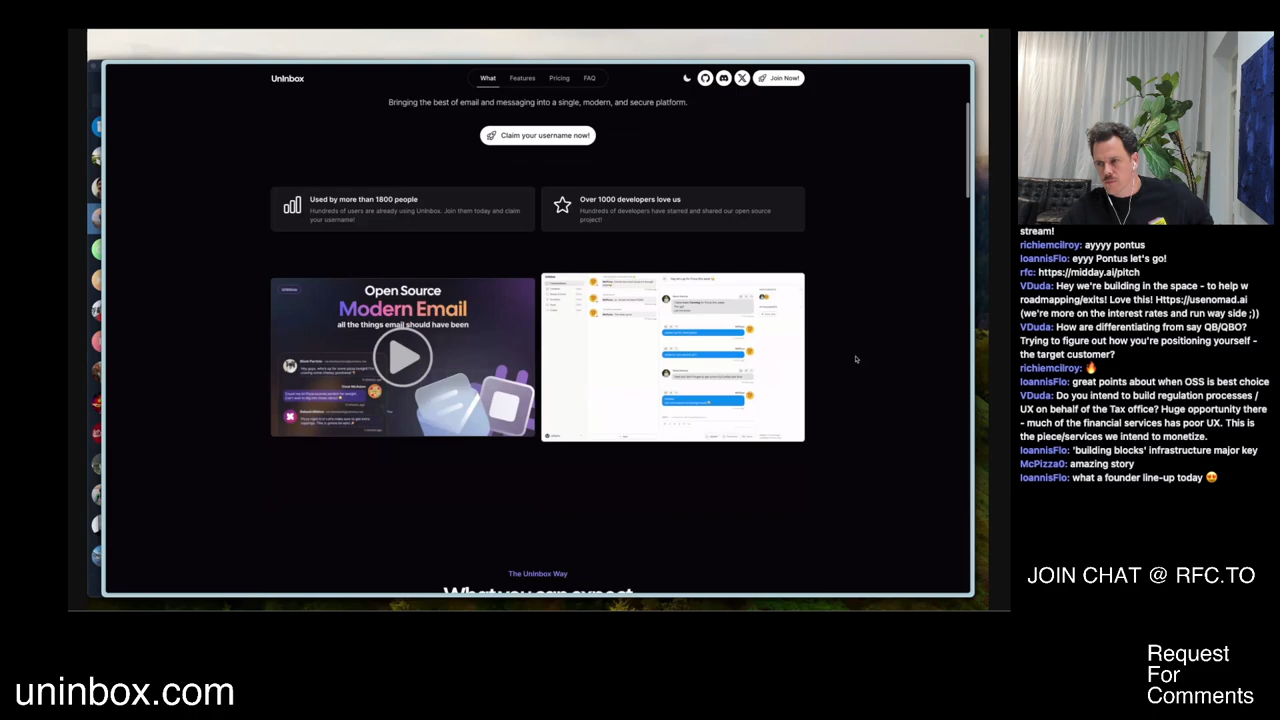 UnInbox
What
Features
Pricing
FAQ
Join Now!
Bringing the best of email and messaging into a single, modern, and secure platform.
Claim your username now!
Used by more than 1800 people
Hundreds of users are already using UnInbox. Join them today and claim
your username!
Over 1000 developers love us
Hundreds of developers have starred and shared our open source
project!
Open Source
Modern Email
all the things email should have been
The UnInbox Way
What you can expect
stream!
richiemcilroy: ayyyy pontus
IoannisFlo: eyyy Pontus let's go!
rfc: https://midday.ai/pitch
VDuda: Hey we're building in this space - to help
roaming/eng/enbed in https://usenomad.com
(we're more on the interest rates and run way side ;))
VDuda: How are differentiating from say QB/QBO?
Trying to figure out how you're positioning yourself -
the target customer?
richiemcilroy: 🔥
IoannisFlo: great points about when OSS is best choice
VDuda: Do you intend to build regulation processes /
UX on behalf of the tax office? Huge opportunity there
- much of the financial services has poor UX. This is
the piece/services we intend to monetize.
IoannisFlo: 'building blocks' infrastructure major key
McPizza0: amazing story
IoannisFlo: what a founder line-up today 😍
JOIN CHAT @ RFC.TO
uninbox.com
Request
For
Comments